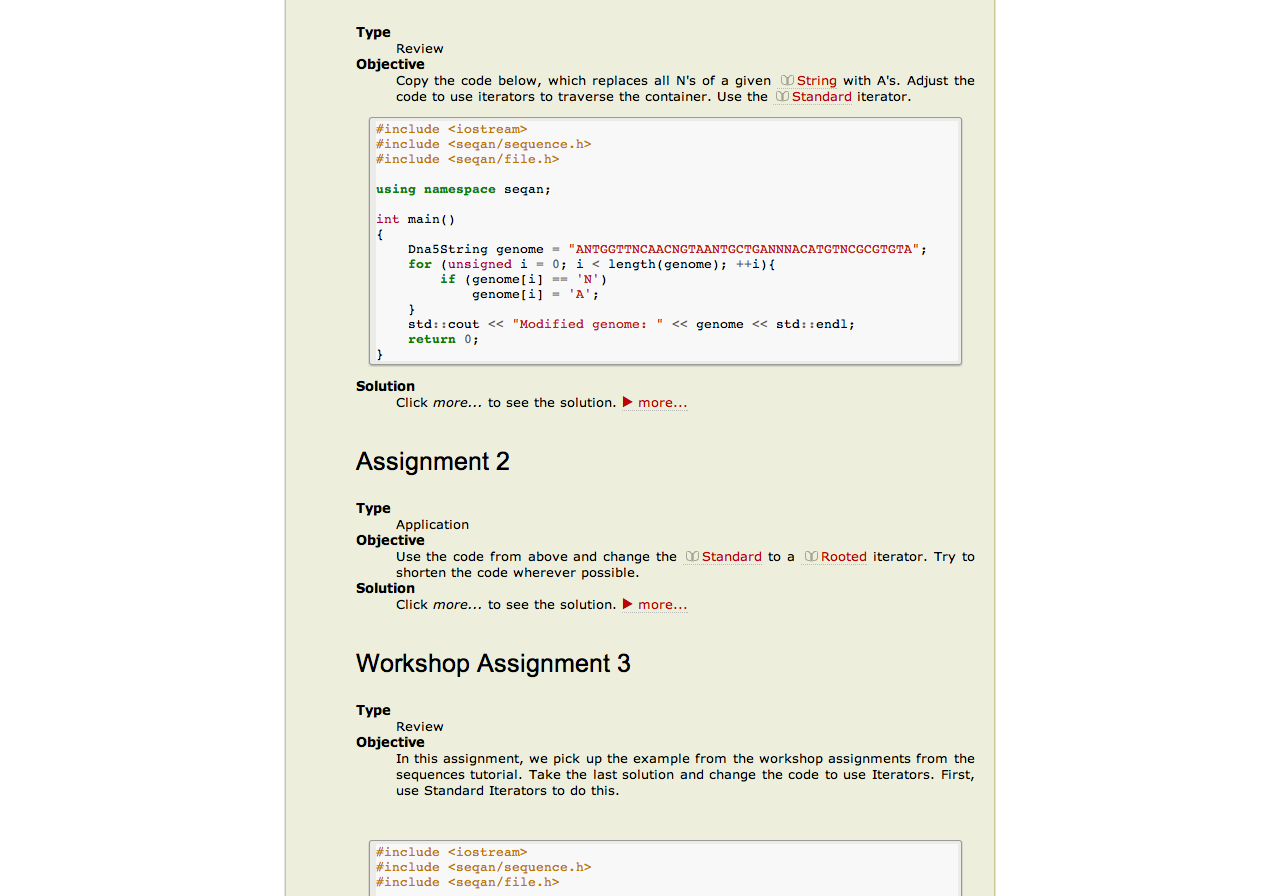 Type
Review
Objective
Copy the code below, which replaces all N's of a given String with A's. Adjust the
code to use iterators to traverse the container. Use the Standard iterator.
#include <iostream>
#include <seqan/sequence.h>
#include <seqan/file.h>
using namespace seqan;
int main()
{
    Dna5String genome = "ANTGGTTNCAACNGTAANTGCTGANNNACATGTNCGCGTGTA";
    for (unsigned i = 0; i < length(genome); ++i){
        if (genome[i] == 'N')
            genome[i] = 'A';
    }
    std::cout << "Modified genome: " << genome << std::endl;
    return 0;
}
Solution
Click more... to see the solution. ▶ more...
Assignment 2
Type
Application
Objective
Use the code from above and change the Standard to a Rooted iterator. Try to
shorten the code wherever possible.
Solution
Click more... to see the solution. ▶ more...
Workshop Assignment 3
Type
Review
Objective
In this assignment, we pick up the example from the workshop assignments from the
sequences tutorial. Take the last solution and change the code to use Iterators. First,
use Standard Iterators to do this.
#include <iostream>
#include <seqan/sequence.h>
#include <seqan/file.h>